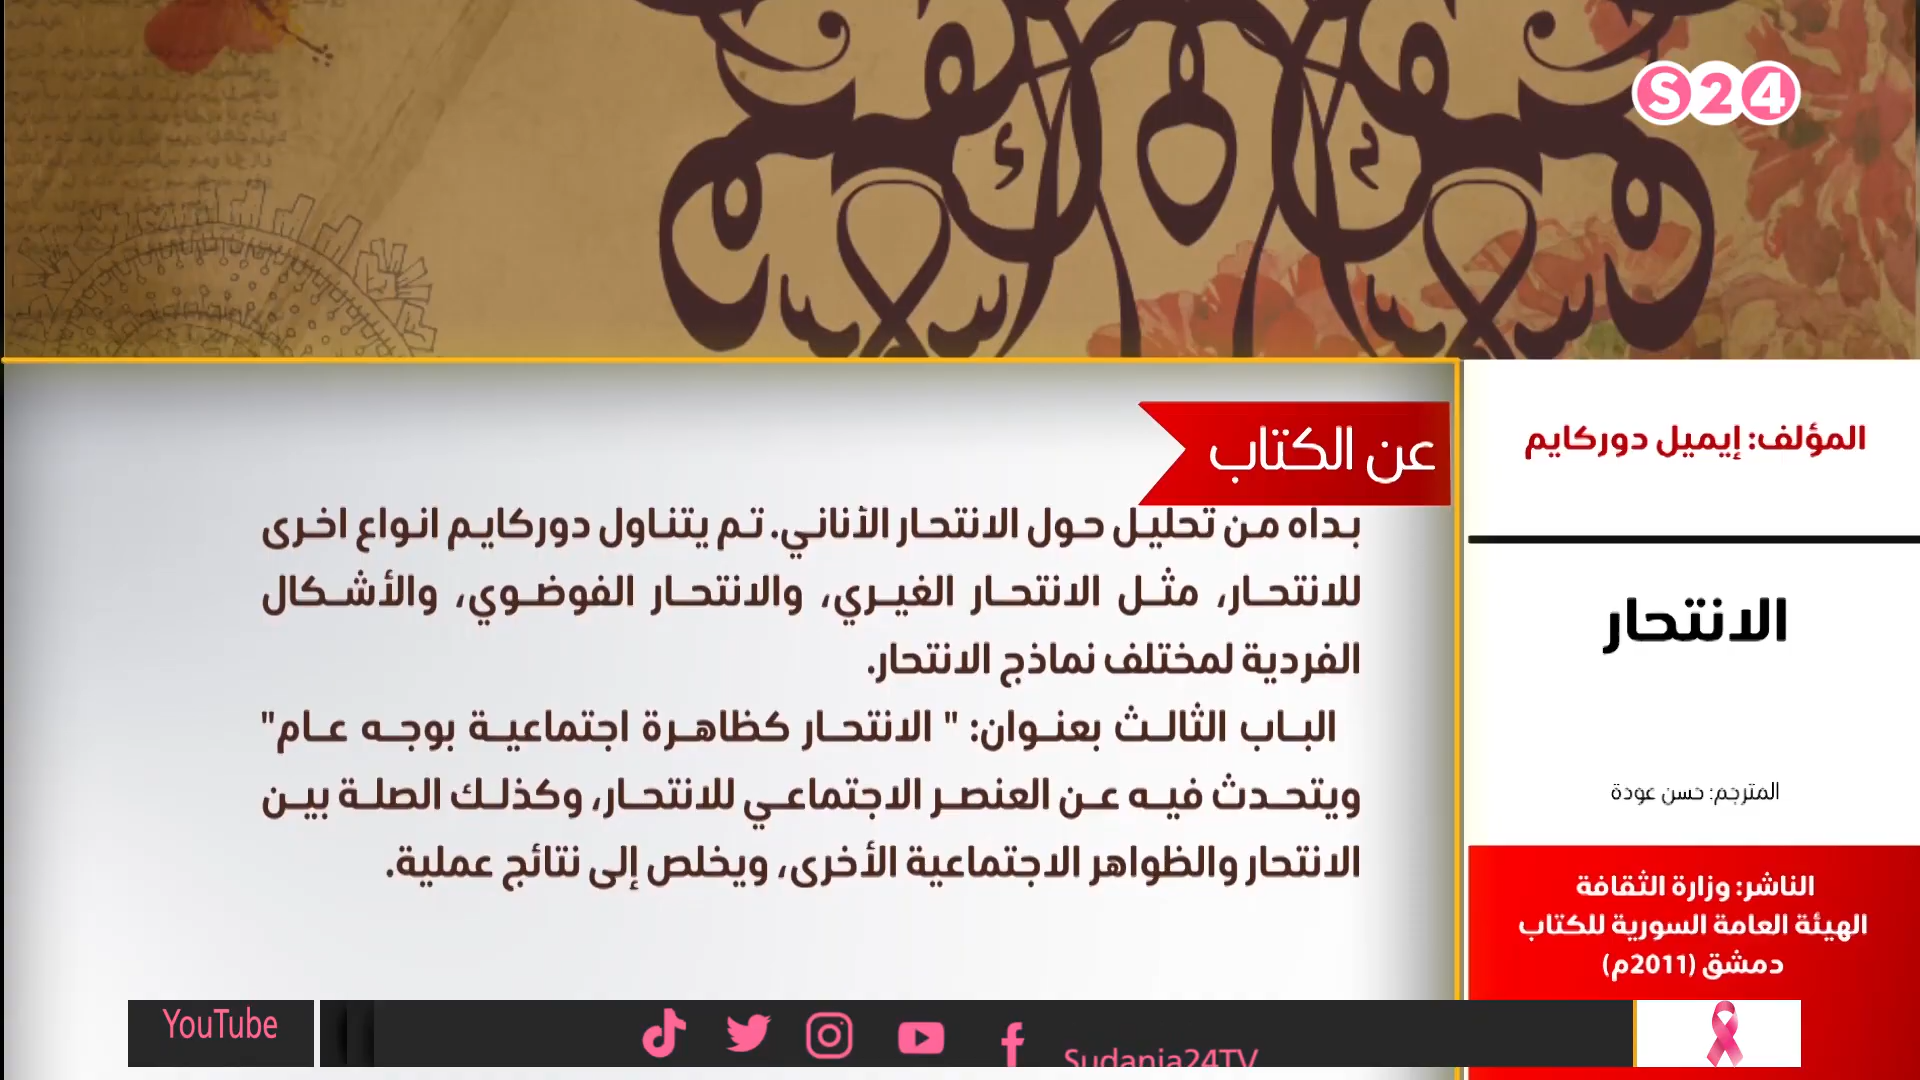 S24
عن الكتاب
بداه من تحليل حول الانتحار الأناني. تم يتناول دوركايم انواع اخرى
للانتحار، مثل الانتحار الغيري، والانتحار الفوضوي، والأشكال
الفردية لمختلف نماذج الانتحار.
الباب الثالث بعنوان: " الانتحار كظاهرة اجتماعية بوجه عام"
ويتحدث فيه عن العنصر الاجتماعي للانتحار، وكذلك الصلة بين
الانتحار والظواهر الاجتماعية الأخرى، ويخلص إلى نتائج عملية.
المؤلف: إيميل دوركايم
الانتحار
المترجم: حسن عودة
الناشر: وزارة الثقافة
الهيئة العامة السورية للكتاب
دمشق (2011م)
YouTube
Sudania24TV